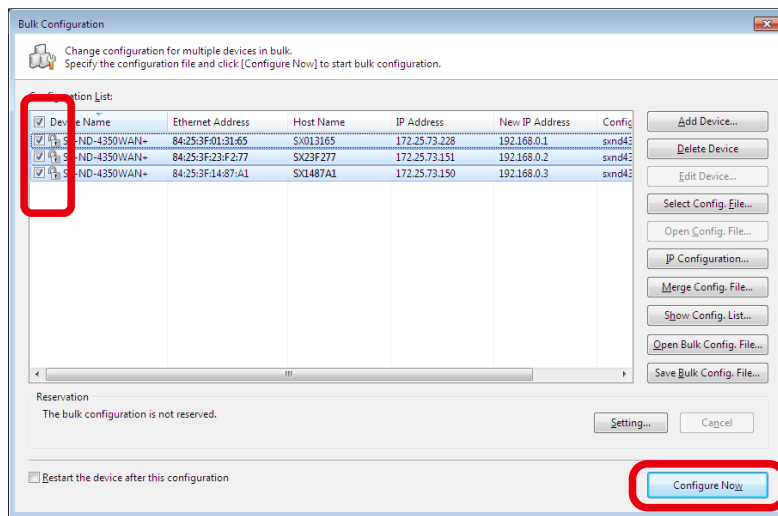 Bulk Configuration
Change configuration for multiple devices in bulk.
Specify the configuration file and click [Configure Now] to start bulk configuration.
Configuration List:
Device Name Ethernet Address Host Name IP Address New IP Address Config
-ND-4350WAN+ 84:25:3F:01:31:65 SX013165 172.25.73.228 192.168.0.1 sxnd43
-ND-4350WAN+ 84:25:3F:23:F2:77 SX23F277 172.25.73.151 192.168.0.2 sxnd43
-ND-4350WAN+ 84:25:3F:14:87:A1 SX1487A1 172.25.73.150 192.168.0.3 sxnd43
Add Device...
Delete Device
Edit Device...
Select Config. File...
Open Config. File...
IP Configuration...
Merge Config. File...
Show Config. List...
Open Bulk Config. File...
Save Bulk Config. File...
Reservation
The bulk configuration is not reserved.
Setting... Cancel
Restart the device after this configuration
Configure Now